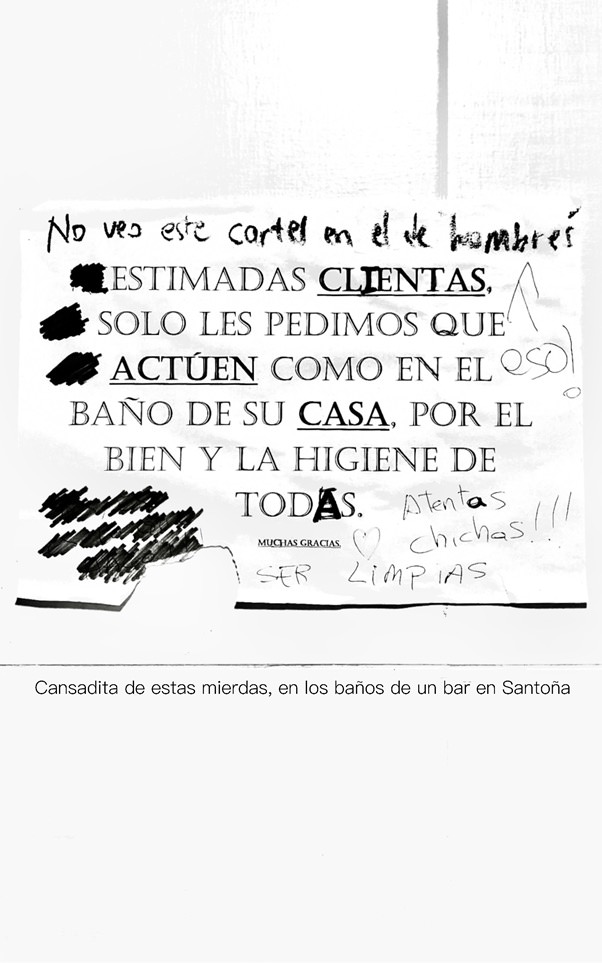 No veo este cartel en el de hombres
ESTIMADAS CLIENTAS,
SOLO LES PEDIMOS QUE
ACTÚEN COMO EN EL
eso!
BAÑO DE SU CASA, POR EL
BIEN Y LA HIGIENE DE
TODAS.
Atentas
chichas!!!
MUCHAS GRACIAS.
SER LIMPIAS
Cansadita de estas mierdas, en los baños de un bar en Santoña